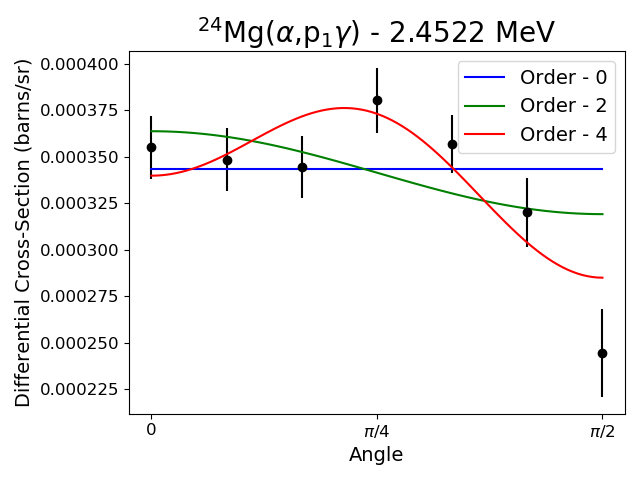 ²⁴Mg(α,p₁γ) - 2.4522 MeV
Differential Cross-Section (barns/sr)
0.000400
0.000375
0.000350
0.000325
0.000300
0.000275
0.000250
0.000225
Order - 0
Order - 2
Order - 4
0
π/4
π/2
Angle